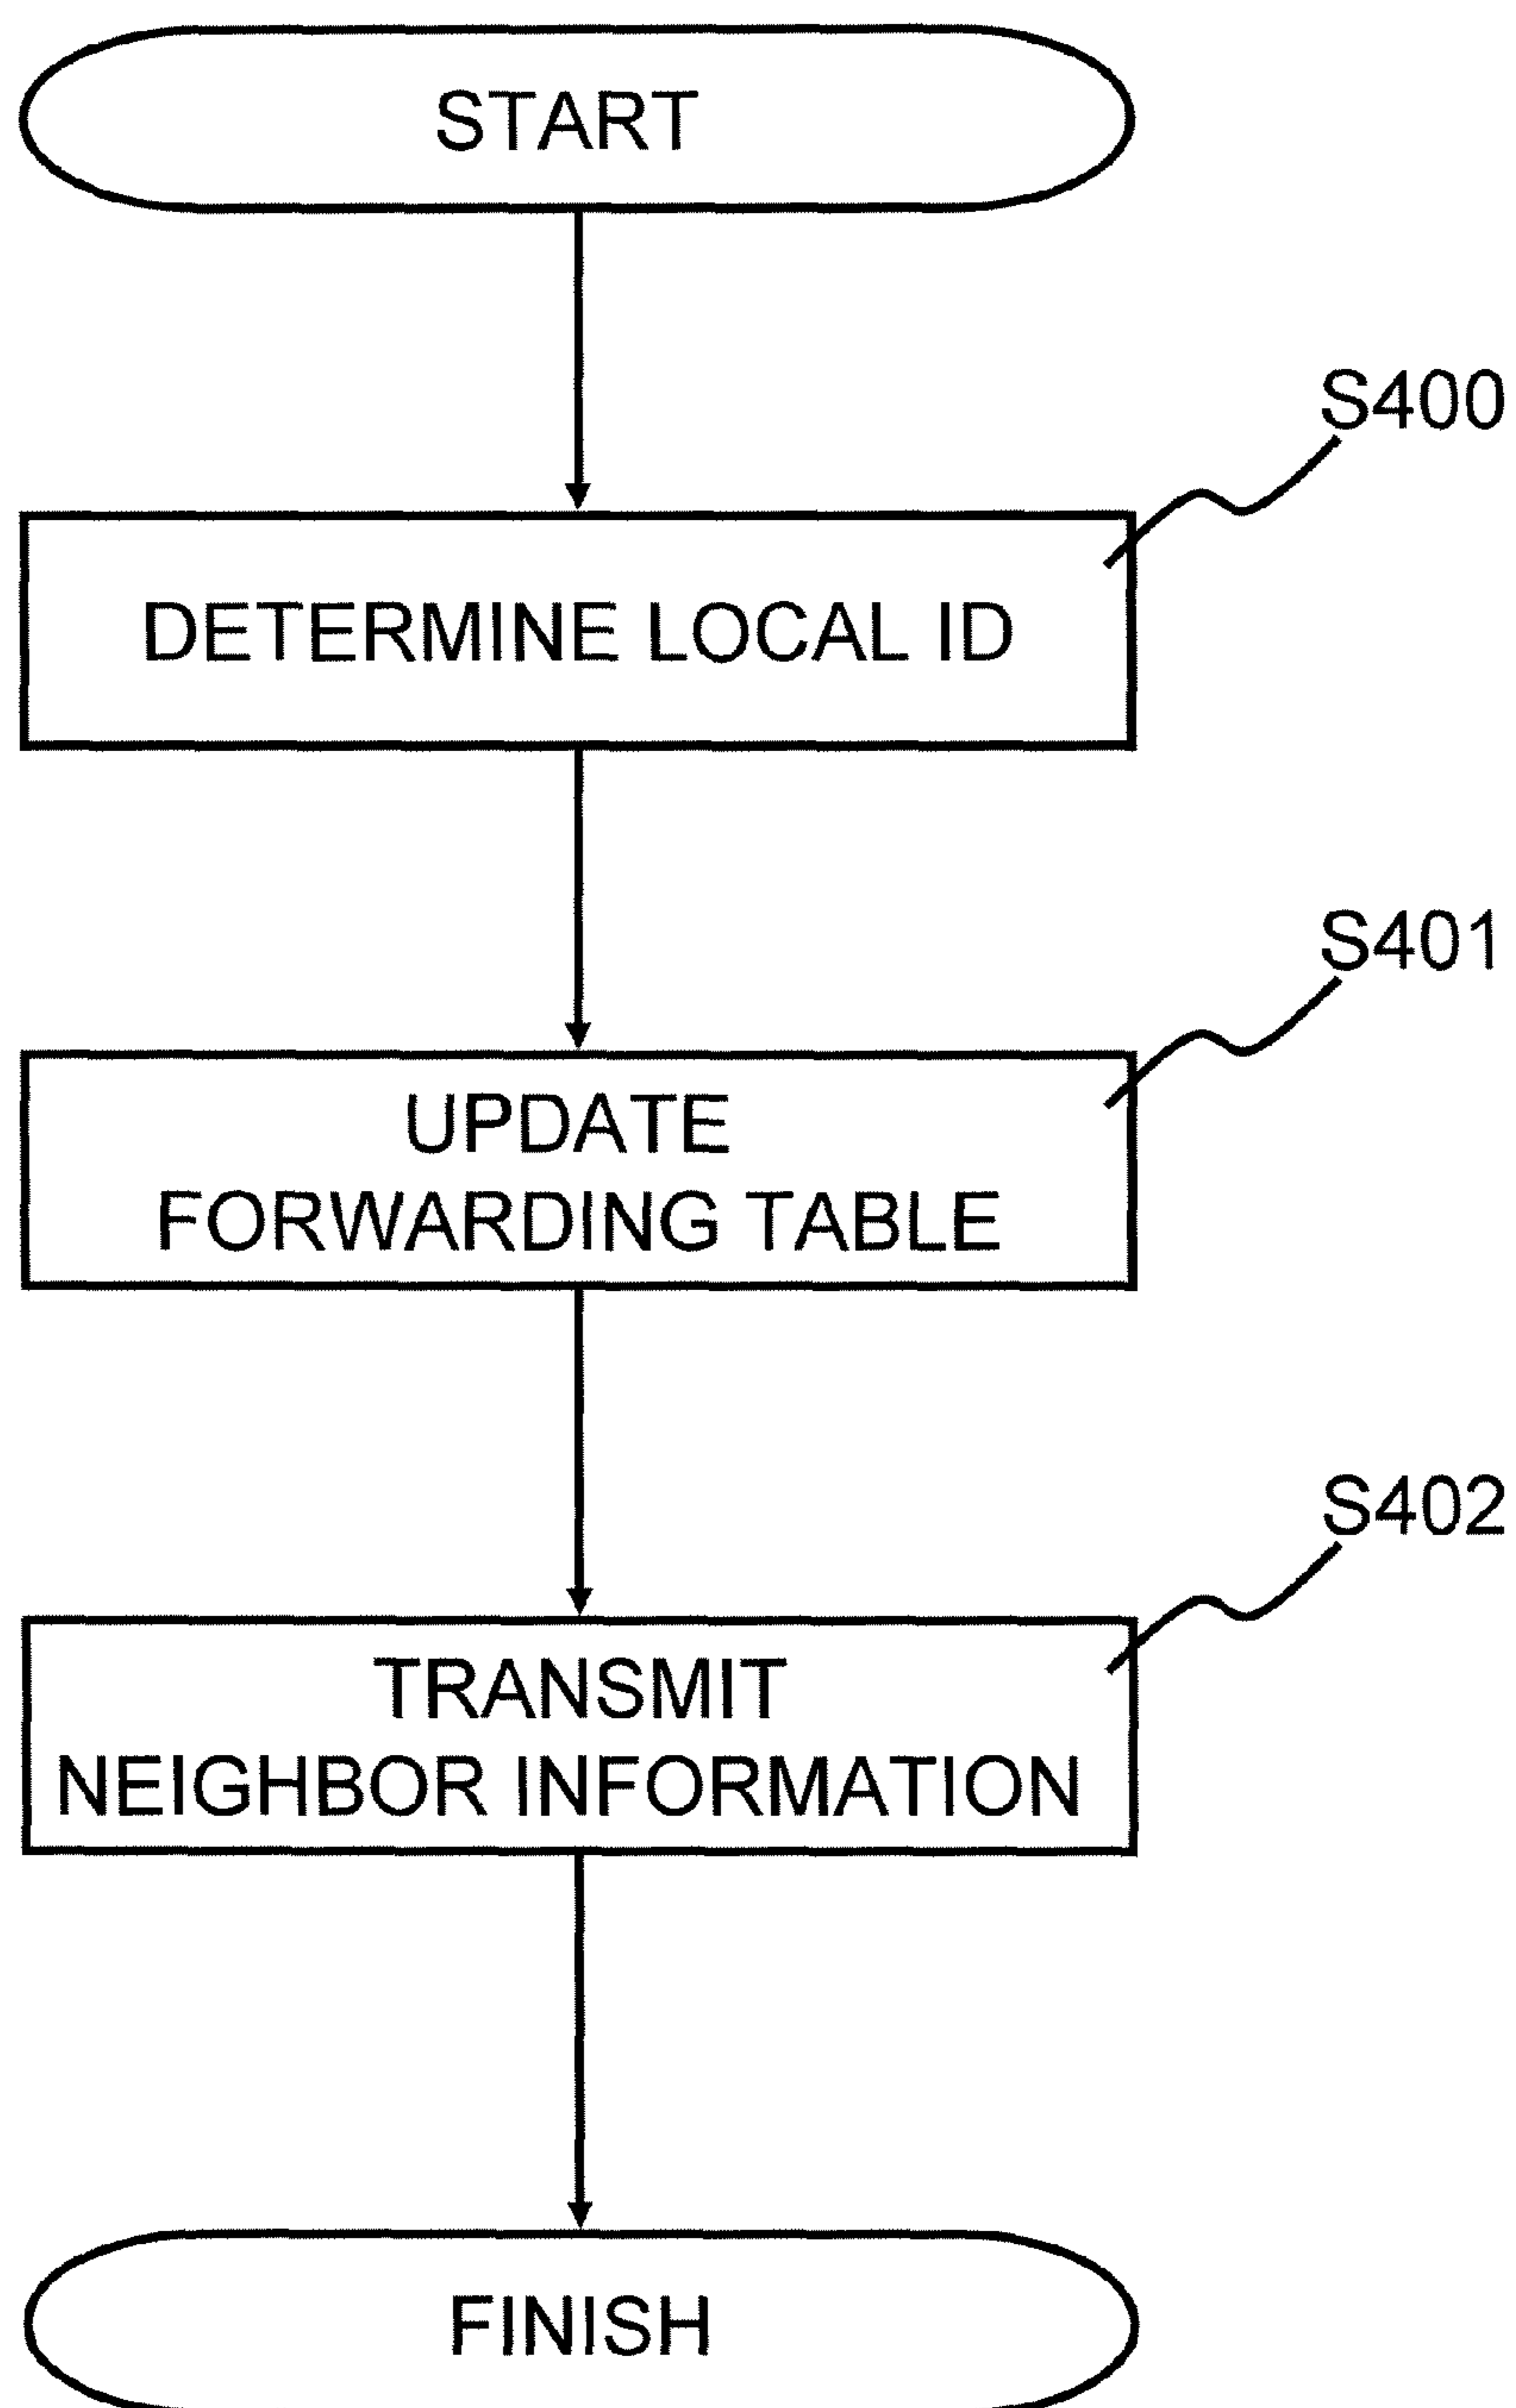 START
S400
DETERMINE LOCAL ID
S401
UPDATE
FORWARDING TABLE
S402
TRANSMIT
NEIGHBOR INFORMATION
FINISH